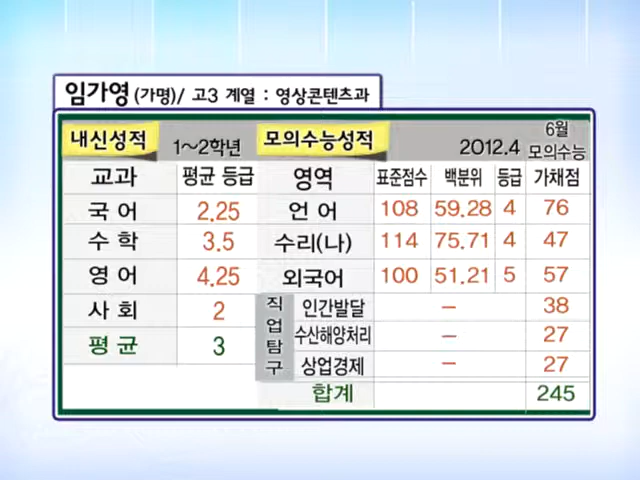 임가영 (가명)/ 고3 계열 : 영상콘텐츠과
내신성적 1~2학년 모의수능성적 2012.4 6월 모의수능
교과 평균 등급 영역 표준점수 백분위 등급 가채점
국어 2.25 언어 108 59.28 4 76
수학 3.5 수리(나) 114 75.71 4 47
영어 4.25 외국어 100 51.21 5 57
사회 2 직업탐구 인간발달 - 38
평균 3 수산해양처리 - 27
상업경제 - 27
합계 245